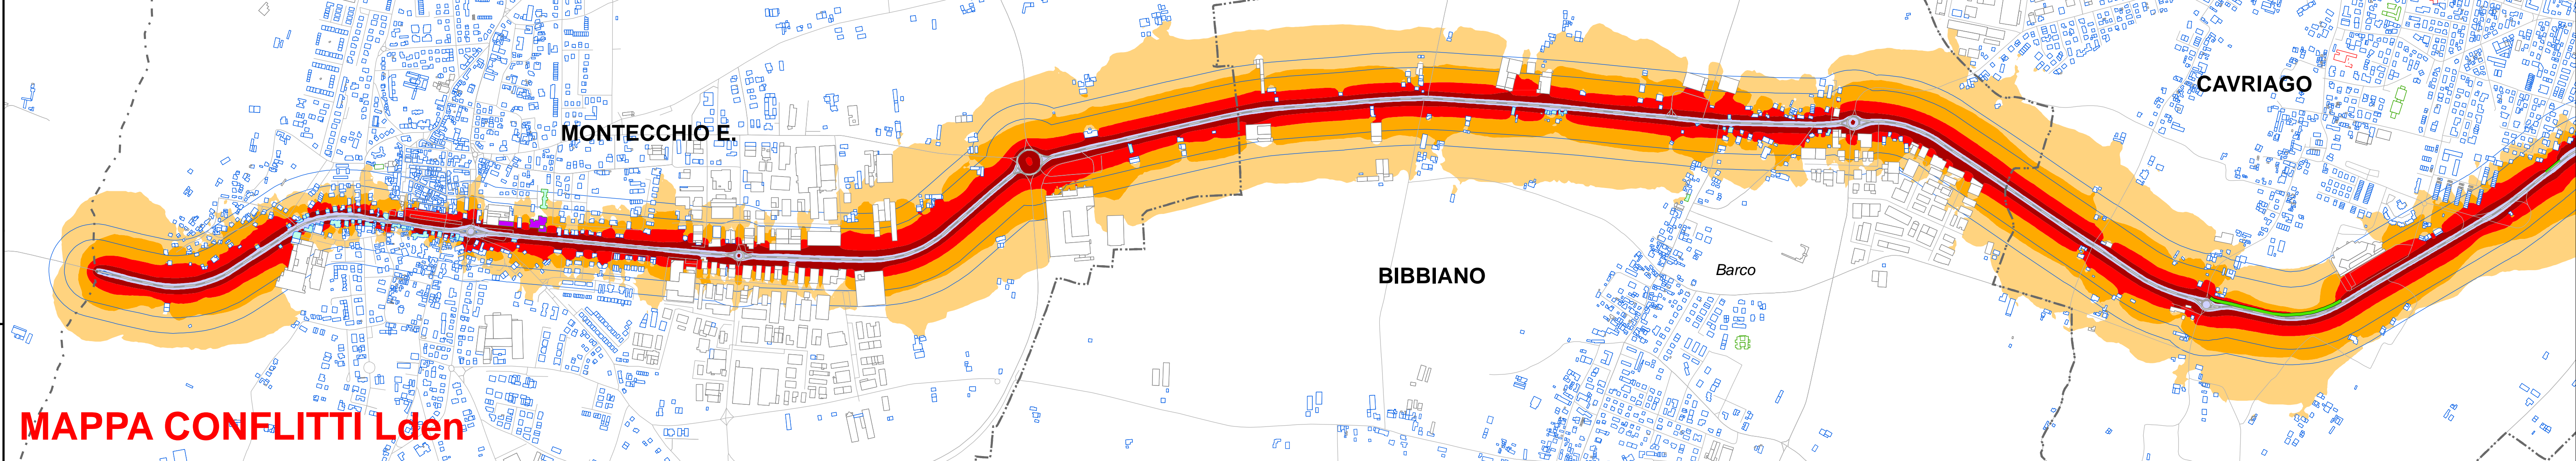 CAVRIAGO
MONTECCHIO E.
Barco
BIBBIANO
MAPPA CONFLITTI Lden